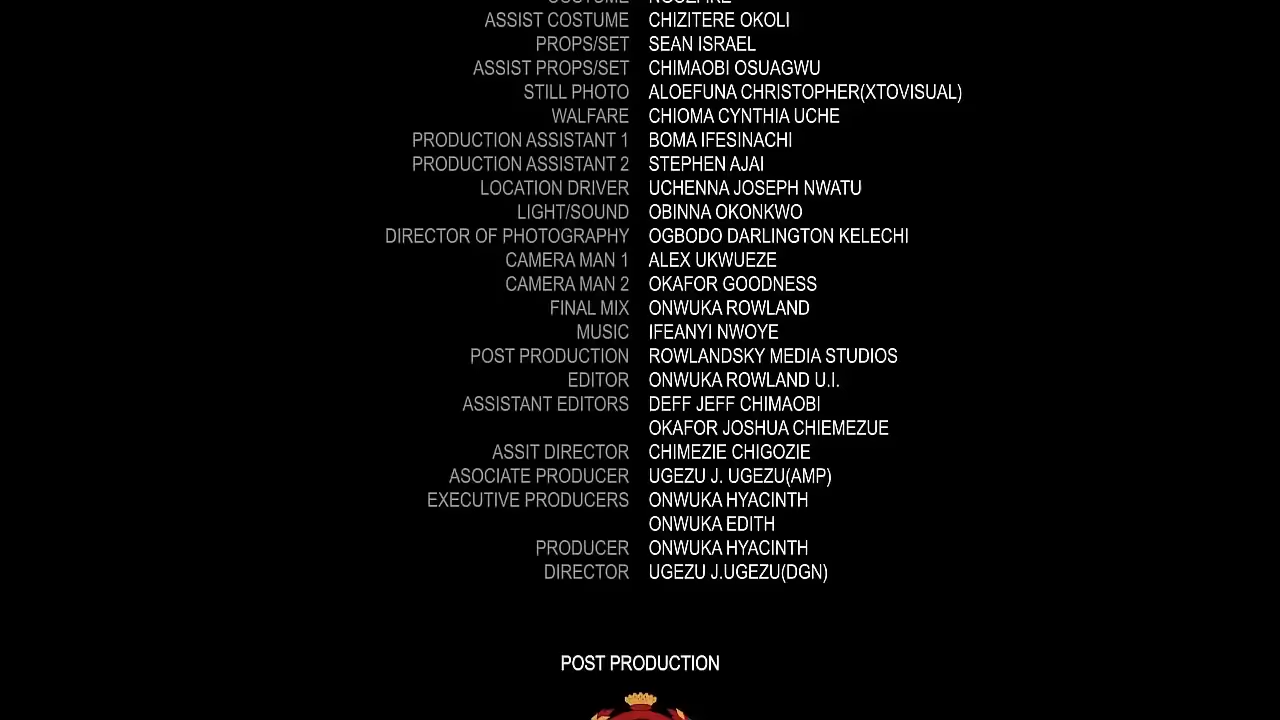 ASSIST COSTUME CHIZITERE OKOLI
PROPS/SET SEAN ISRAEL
ASSIST PROPS/SET CHIMAOBI OSUAGWU
STILL PHOTO ALOEFUNA CHRISTOPHER(XTOVISUAL)
WALFARE CHIOMA CYNTHIA UCHE
PRODUCTION ASSISTANT 1 BOMA IFESINACHI
PRODUCTION ASSISTANT 2 STEPHEN AJAI
LOCATION DRIVER UCHENNA JOSEPH NWATU
LIGHT/SOUND OBINNA OKONKWO
DIRECTOR OF PHOTOGRAPHY OGBODO DARLINGTON KELECHI
CAMERA MAN 1 ALEX UKWUEZE
CAMERA MAN 2 OKAFOR GOODNESS
FINAL MIX ONWUKA ROWLAND
MUSIC IFEANYI NWOYE
POST PRODUCTION ROWLANDSKY MEDIA STUDIOS
EDITOR ONWUKA ROWLAND U.I.
ASSISTANT EDITORS DEFF JEFF CHIMAOBI
OKAFOR JOSHUA CHIEMEZUE
ASSIT DIRECTOR CHIMEZIE CHIGOZIE
ASOCIATE PRODUCER UGEZU J. UGEZU(AMP)
EXECUTIVE PRODUCERS ONWUKA HYACINTH
ONWUKA EDITH
PRODUCER ONWUKA HYACINTH
DIRECTOR UGEZU J.UGEZU(DGN)
POST PRODUCTION